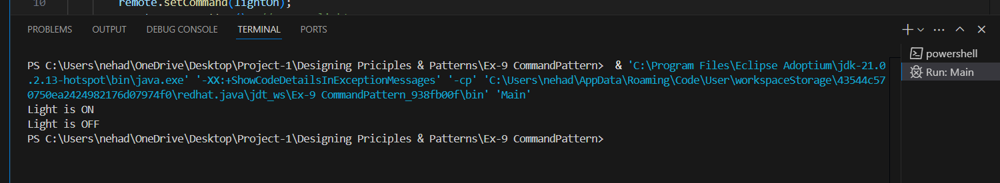 10 remote.setCommand(lightOn);
PROBLEMS OUTPUT DEBUG CONSOLE TERMINAL PORTS
powershell
Run: Main
PS C:\Users\nehad\OneDrive\Desktop\Project-1\Designing Priciples & Patterns\Ex-9 CommandPattern> & 'C:\Program Files\Eclipse Adoptium\jdk-21.0
.2.13-hotspot\bin\java.exe' '-XX:+ShowCodeDetailsInExceptionMessages' '-cp' 'C:\Users\nehad\AppData\Roaming\Code\User\workspaceStorage\43544c57
0750ea2424982176d07974f0\redhat.java\jdt_ws\Ex-9 CommandPattern_938fb00f\bin' 'Main'
Light is ON
Light is OFF
PS C:\Users\nehad\OneDrive\Desktop\Project-1\Designing Priciples & Patterns\Ex-9 CommandPattern>